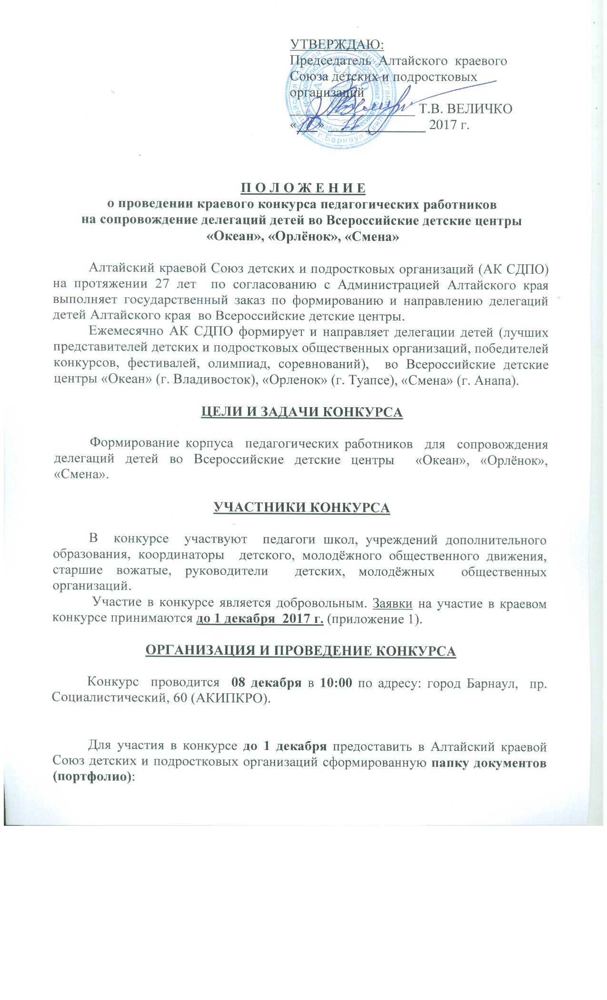 УТВЕРЖДАЮ:
Председатель Алтайского краевого
Союза детских и подростковых
организаций
Т.В. ВЕЛИЧКО
« » 11 2017 г.
г.Барнаул
П О Л О Ж Е Н И Е
о проведении краевого конкурса педагогических работников
на сопровождение делегаций детей во Всероссийские детские центры
«Океан», «Орлёнок», «Смена»
Алтайский краевой Союз детских и подростковых организаций (АК СДПО)
на протяжении 27 лет по согласованию с Администрацией Алтайского края
выполняет государственный заказ по формированию и направлению делегаций
детей Алтайского края во Всероссийские детские центры.
Ежемесячно АК СДПО формирует и направляет делегации детей (лучших
представителей детских и подростковых общественных организаций, победителей
конкурсов, фестивалей, олимпиад, соревнований), во Всероссийские детские
центры «Океан» (г. Владивосток), «Орленок» (г. Туапсе), «Смена» (г. Анапа).
ЦЕЛИ И ЗАДАЧИ КОНКУРСА
Формирование корпуса педагогических работников для сопровождения
делегаций детей во Всероссийские детские центры «Океан», «Орлёнок»,
«Смена».
УЧАСТНИКИ КОНКУРСА
В конкурсе участвуют педагоги школ, учреждений дополнительного
образования, координаторы детского, молодёжного общественного движения,
старшие вожатые, руководители детских, молодёжных общественных
организаций.
Участие в конкурсе является добровольным. Заявки на участие в краевом
конкурсе принимаются до 1 декабря 2017 г. (приложение 1).
ОРГАНИЗАЦИЯ И ПРОВЕДЕНИЕ КОНКУРСА
Конкурс проводится 08 декабря в 10:00 по адресу: город Барнаул, пр.
Социалистический, 60 (АКИПКРО).
Для участия в конкурсе до 1 декабря предоставить в Алтайский краевой
Союз детских и подростковых организаций сформированную папку документов
(портфолио):